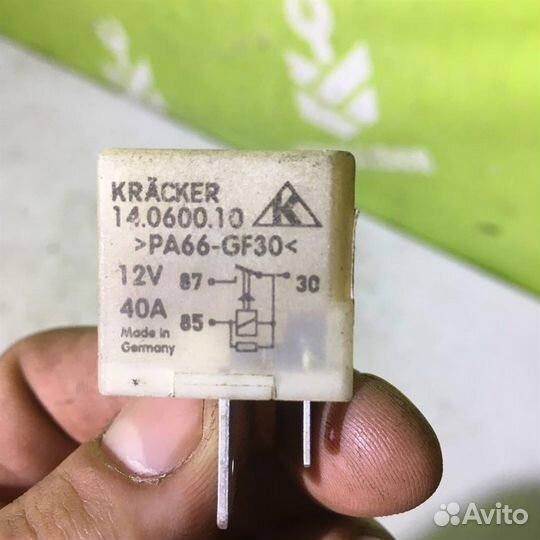 KRÄCKER
14.0600.10 K
>PA66-GF30<
12V 87 30
40A 85
Made in
Germany
Avito